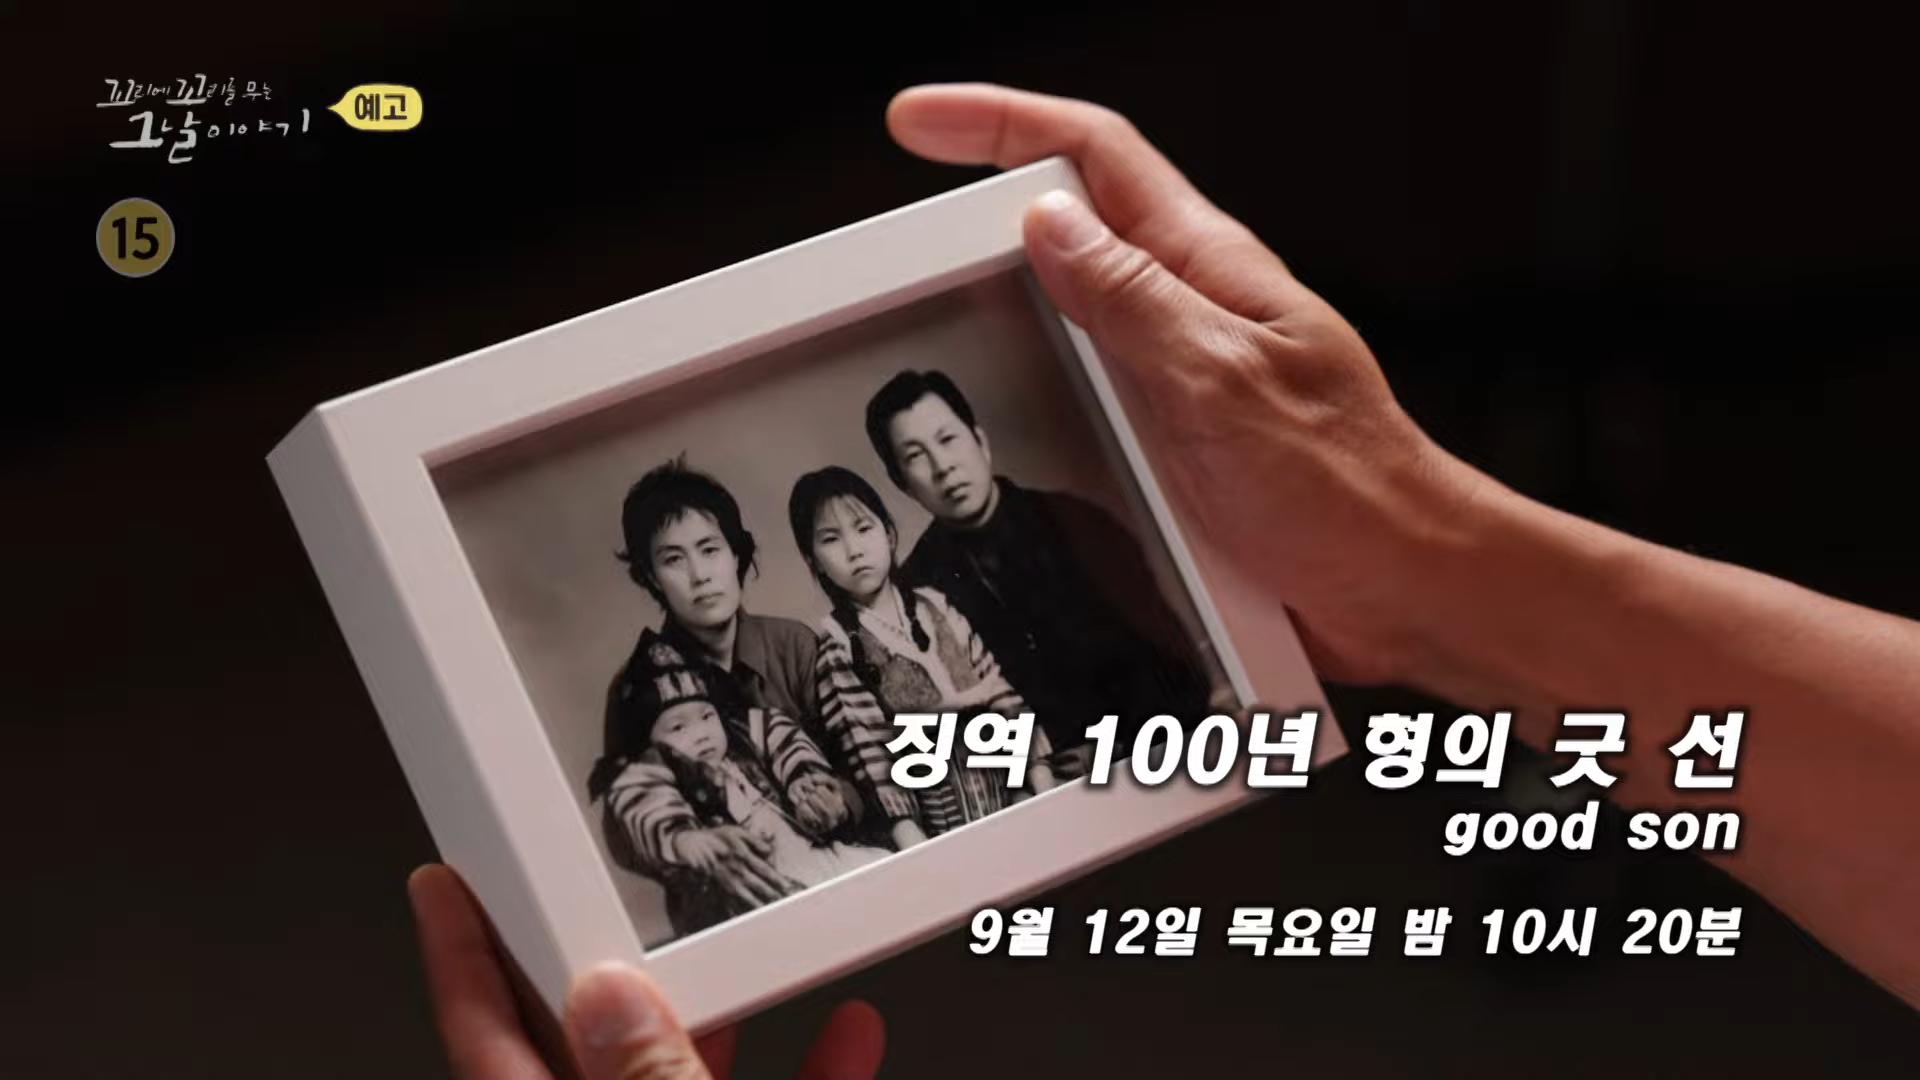 꼬리에 꼬리를 무는
그날 이야기
예고
15
징역 100년 형의 굿 선
good son
9월 12일 목요일 밤 10시 20분